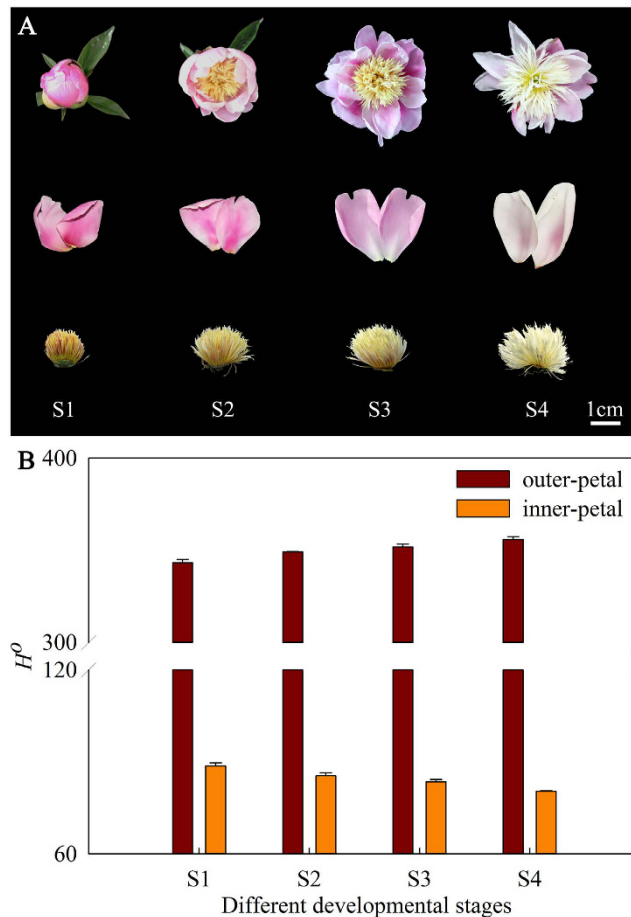 A
S1
S2
S3
S4
1cm
B
400
outer-petal
inner-petal
300
120
60
H°
S1
S2
S3
S4
Different developmental stages